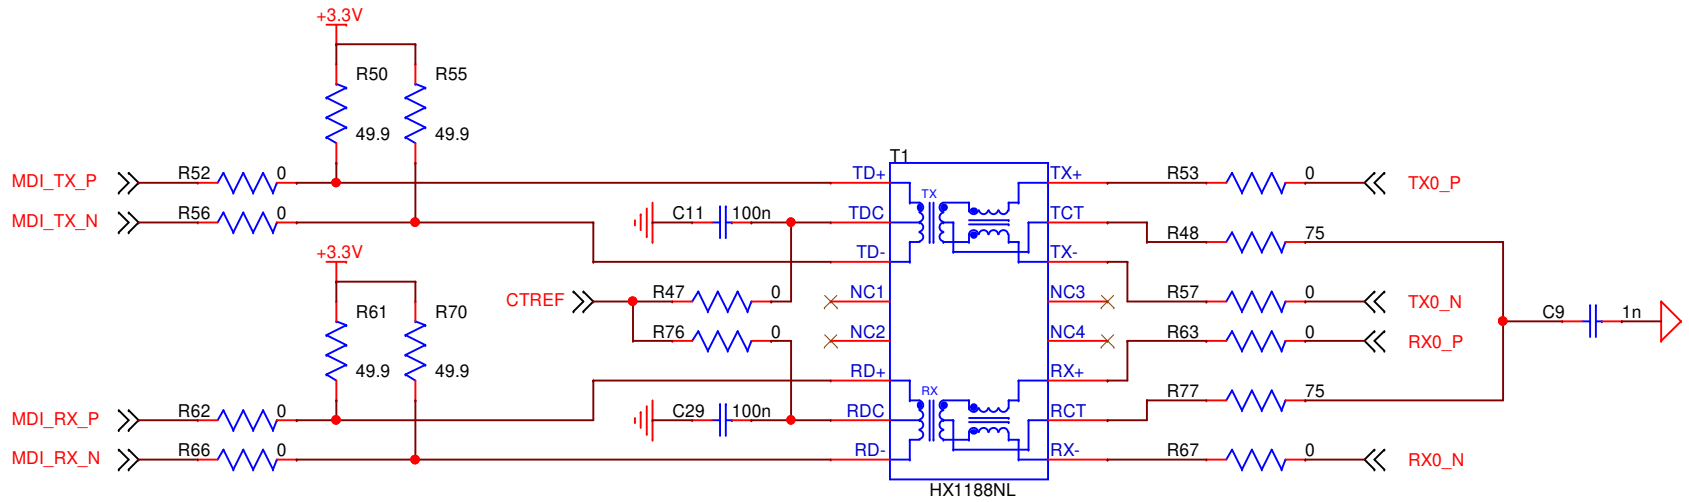 +3.3V
R50
R55
49.9
49.9
T1
MDI_TX_P
R52
0
TD+
TX
TX+
R53
0
TX0_P
MDI_TX_N
R56
0
C11
100n
TDC
TCT
R48
75
+3.3V
TD-
TX-
CTREF
R47
0
NC1
NC3
R57
0
TX0_N
R61
R70
C9
1n
R76
0
NC2
NC4
R63
0
RX0_P
49.9
49.9
RD+
RX
RX+
R77
75
MDI_RX_P
R62
0
C29
100n
RDC
RCT
MDI_RX_N
R66
0
RD-
RX-
R67
0
RX0_N
HX1188NL